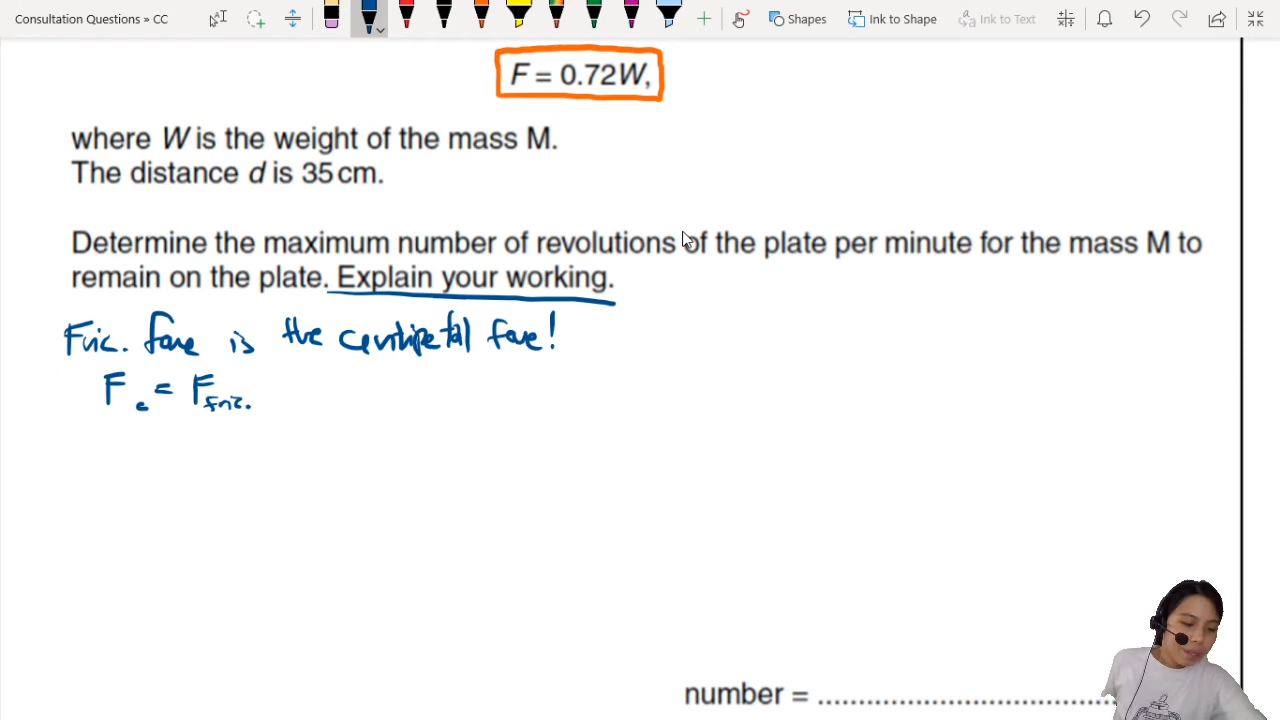 Consultation Questions » CC
Shapes
Ink to Shape
Ink to Text
F = 0.72W,
where W is the weight of the mass M.
The distance d is 35 cm.
Determine the maximum number of revolutions of the plate per minute for the mass M to
remain on the plate. Explain your working.
Fric. force is the centripetal force!
Fc = Ffric.
number = ....................................